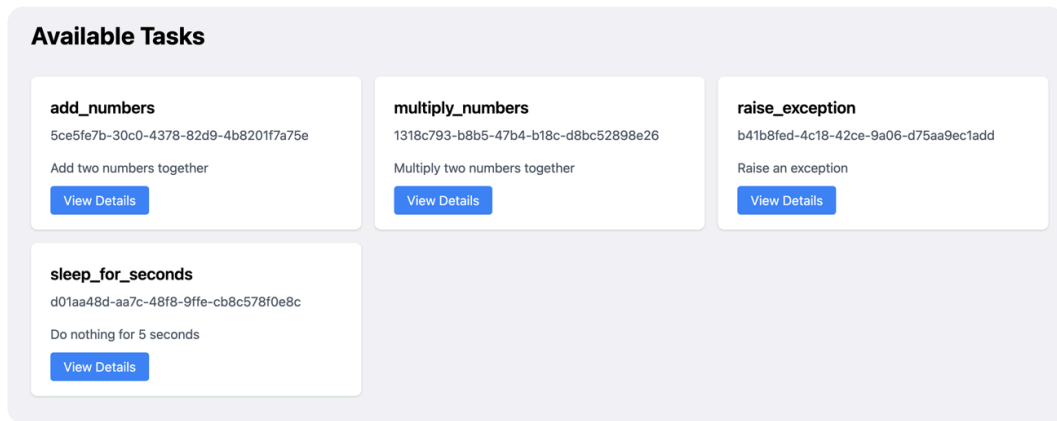 Available Tasks
add_numbers
5ce5fe7b-30c0-4378-82d9-4b8201f7a75e
Add two numbers together
View Details
multiply_numbers
1318c793-b8b5-47b4-b18c-d8bc52898e26
Multiply two numbers together
View Details
raise_exception
b41b8fed-4c18-42ce-9a06-d75aa9ec1add
Raise an exception
View Details
sleep_for_seconds
d01aa48d-aa7c-48f8-9ffe-cb8c578f0e8c
Do nothing for 5 seconds
View Details